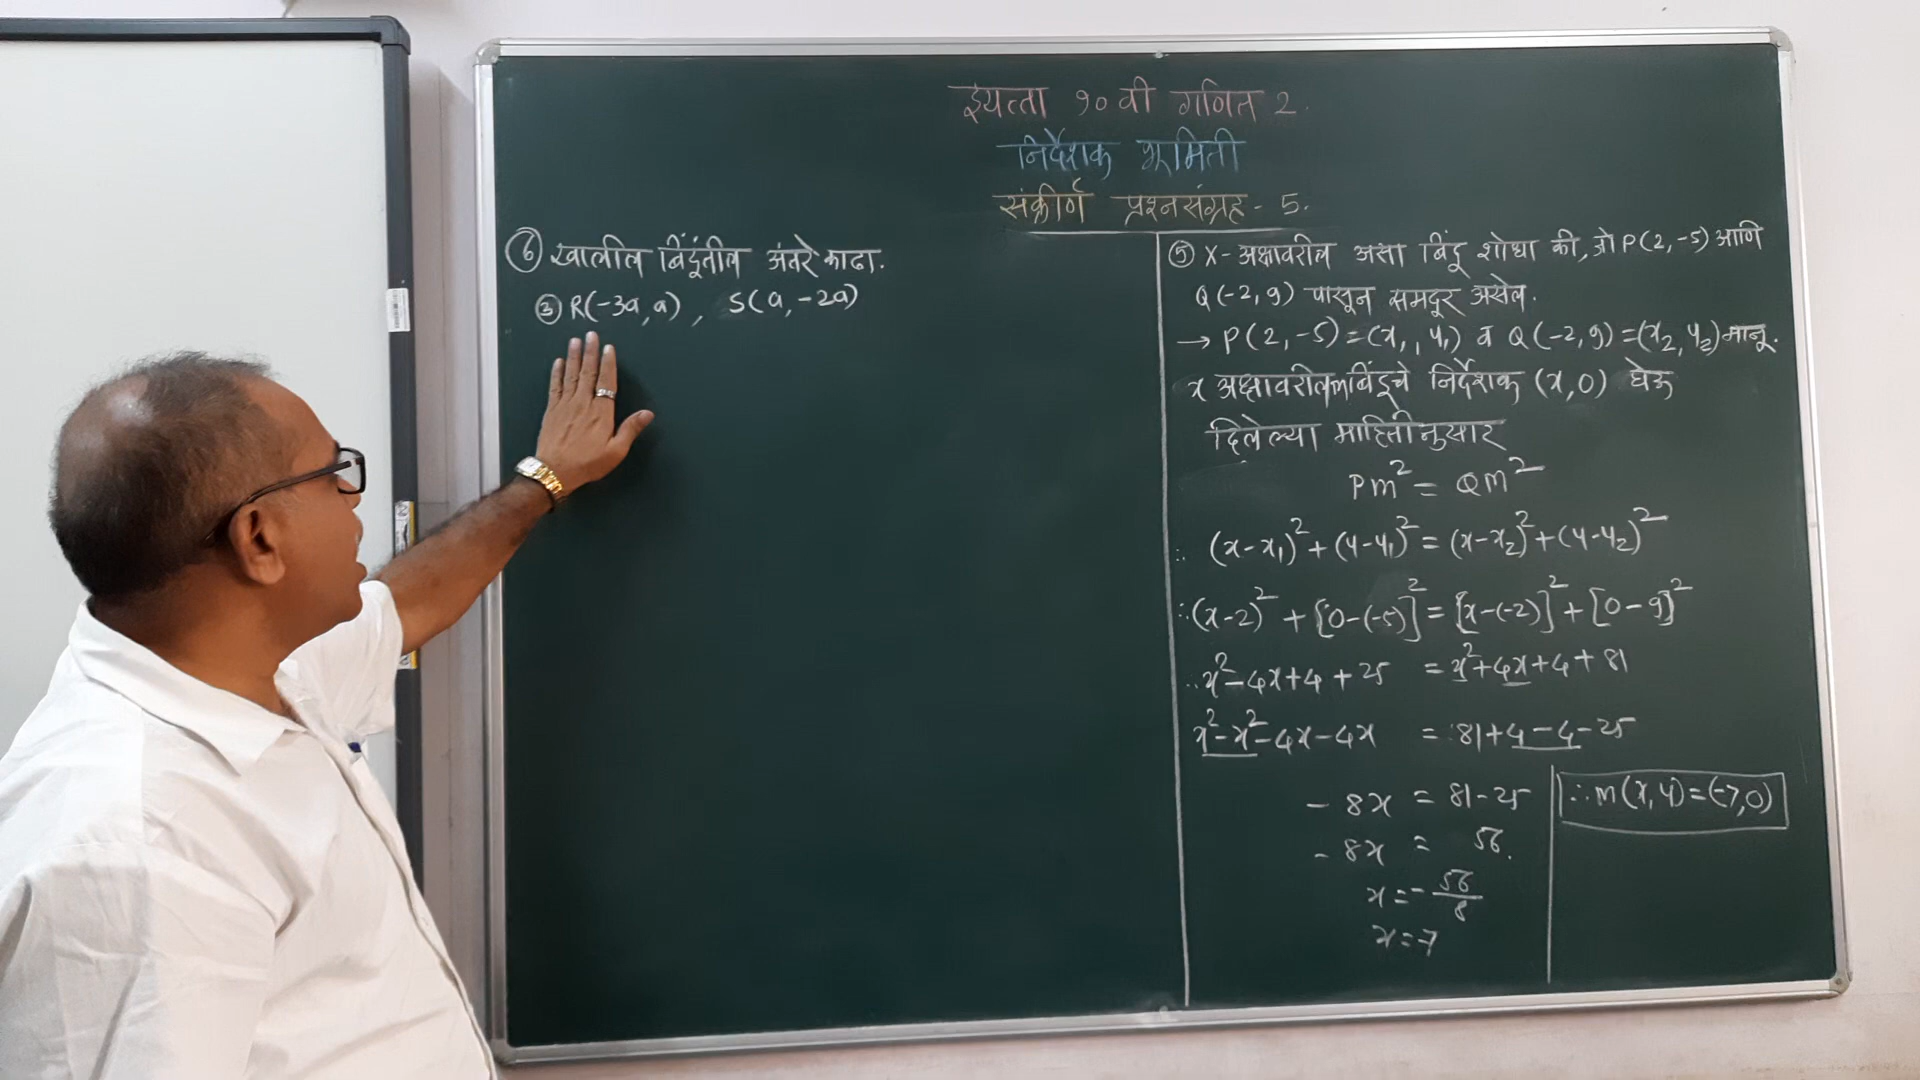 इयत्ता १० वी गणित 2.
निर्देशक भूमिती
संकीर्ण प्रश्नसंग्रह - 5.
⑥ खालील बिंदूंतील अंतरे काढा.
③ R(-3a, a), S(a, -2a)
⑤ X-अक्षावरील असा बिंदू शोधा की, जो P(2, -5) आणि
Q(-2, 9) पासून समदूर असेल.
→ P(2, -5) = (x₁, y₁) व Q(-2, 9) = (x₂, y₂) मानू.
x अक्षावरील m बिंदूचे निर्देशक (x, 0) घेऊ
दिलेल्या माहितीनुसार
Pm² = Qm²
∴ (x-x₁)² + (y-y₁)² = (x-x₂)² + (y-y₂)²
∴ (x-2)² + [0-(-5)]² = [x-(-2)]² + [0-9]²
∴ x²-4x+4+25 = x²+4x+4+81
x²-x²-4x-4x = 81+4-4-25
-8x = 81-25
-8x = 56.
x = -56/8
x = -7
∴ m(x, y) = (-7, 0)